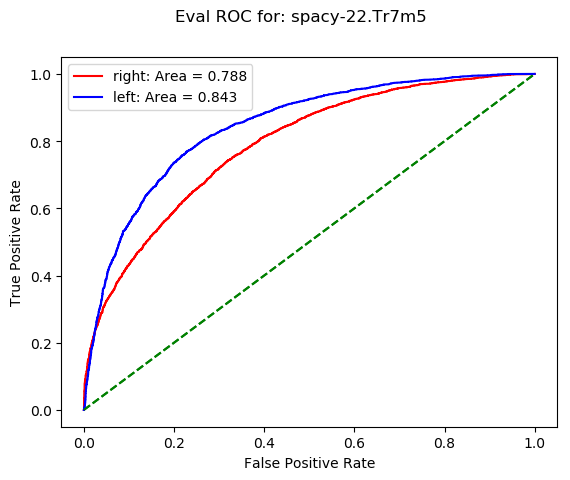 Eval ROC for: spacy-22.Tr7m5
right: Area = 0.788
left: Area = 0.843
True Positive Rate
1.0
0.8
0.6
0.4
0.2
0.0
0.0 0.2 0.4 0.6 0.8 1.0
False Positive Rate